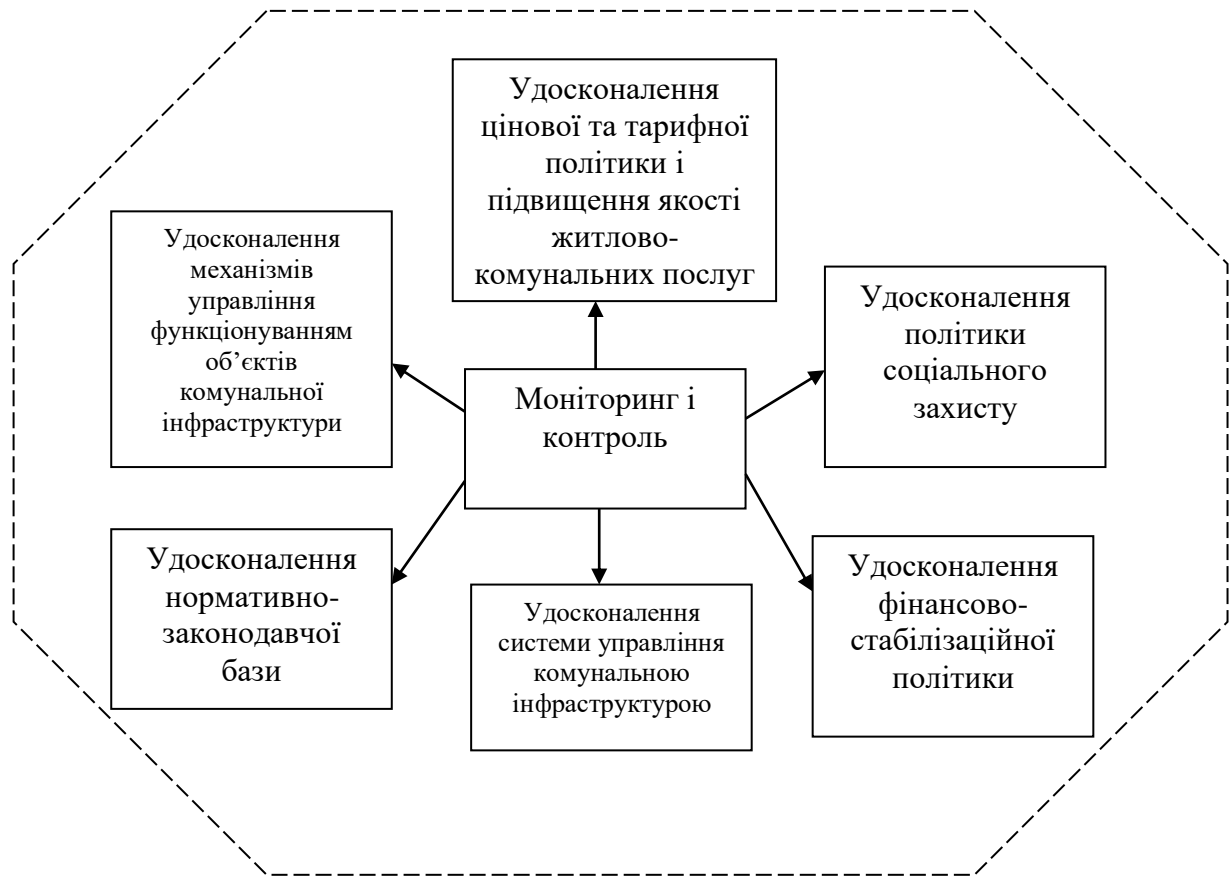 Удосконалення
цінової та тарифної
політики і
підвищення якості
житлово-
комунальних послуг
Удосконалення
механізмів
управління
функціонуванням
об’єктів
комунальної
інфраструктури
Моніторинг і
контроль
Удосконалення
політики
соціального
захисту
Удосконалення
нормативно-
законодавчої
бази
Удосконалення
системи управління
комунальною
інфраструктурою
Удосконалення
фінансово-
стабілізаційної
політики